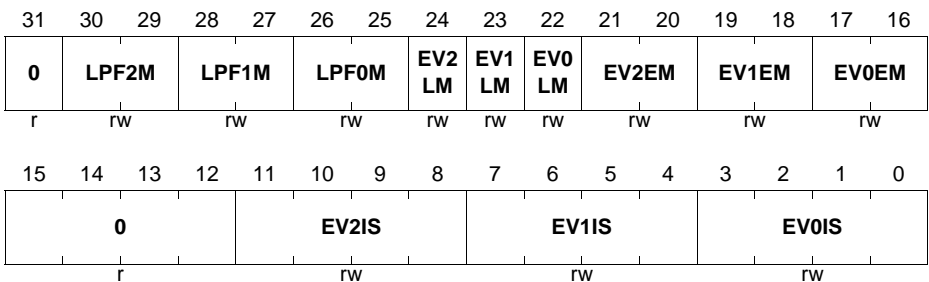 31 30 29 28 27 26 25 24 23 22 21 20 19 18 17 16
0 LPF2M LPF1M LPF0M EV2 LM EV1 LM EV0 LM EV2EM EV1EM EV0EM
r rw rw rw rw rw rw rw rw rw
15 14 13 12 11 10 9 8 7 6 5 4 3 2 1 0
0 EV2IS EV1IS EV0IS
r rw rw rw